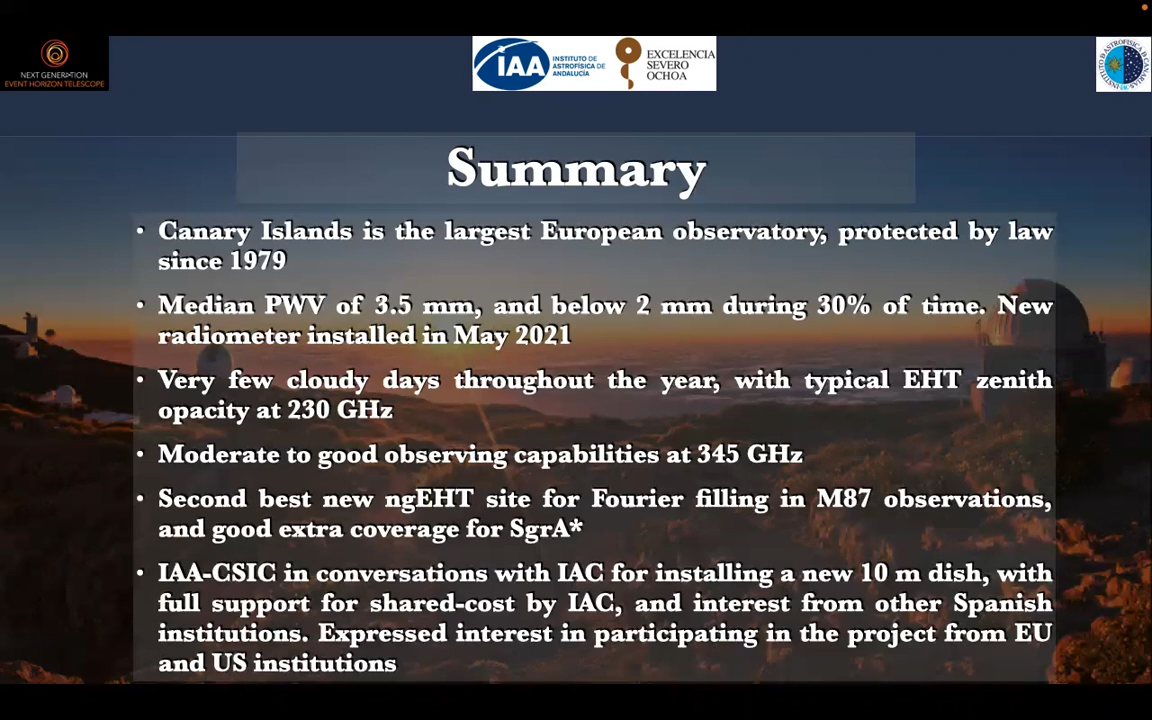 NEXT GENERATION
EVENT HORIZON TELESCOPE
IAA
INSTITUTO DE
ASTROFÍSICA DE
ANDALUCÍA
EXCELENCIA
SEVERO
OCHOA
INSTITUTO D ASTROFISICA D CANARIAS
Summary
• Canary Islands is the largest European observatory, protected by law
since 1979
• Median PWV of 3.5 mm, and below 2 mm during 30% of time. New
radiometer installed in May 2021
• Very few cloudy days throughout the year, with typical EHT zenith
opacity at 230 GHz
• Moderate to good observing capabilities at 345 GHz
• Second best new ngEHT site for Fourier filling in M87 observations,
and good extra coverage for SgrA*
• IAA-CSIC in conversations with IAC for installing a new 10 m dish, with
full support for shared-cost by IAC, and interest from other Spanish
institutions. Expressed interest in participating in the project from EU
and US institutions